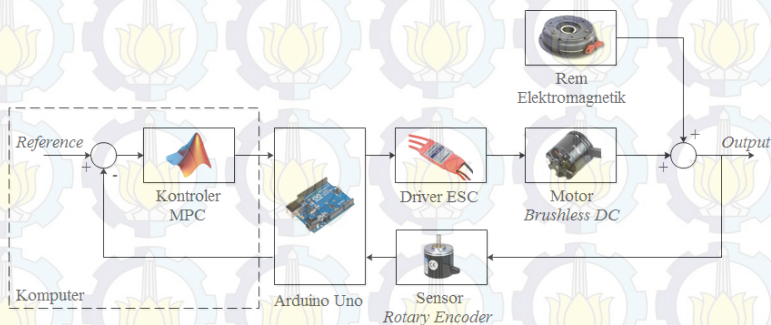 Rem
Elektromagnetik
Reference
+
-
Kontroler
MPC
Driver ESC
Motor
Brushless DC
+
+
Output
Komputer
Arduino Uno
Sensor
Rotary Encoder